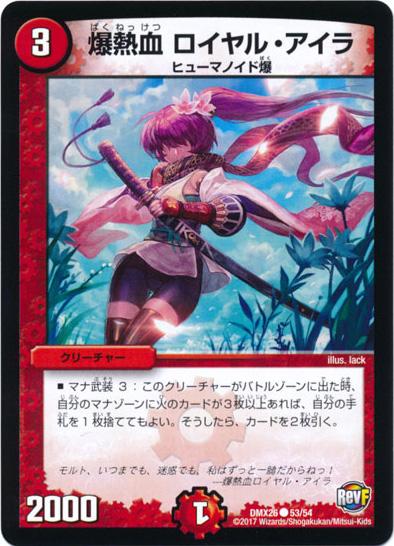 3
ばくねっけつ
爆熱血 ロイヤル・アイラ
ヒューマノイド爆
ばく
クリーチャー
illus. lack
■ マナ武装 3：このクリーチャーがバトルゾーンに出た時、
自分のマナゾーンに火のカードが3枚以上あれば、自分の手
札を1枚捨ててもよい。そうしたら、カードを2枚引く。
モルト、いつまでも、迷惑でも、私はずっと一緒だからねっ!
---爆熱血ロイヤル・アイラ
2000
1
RevF
DMX26 ● 53/54
©2017 Wizards/Shogakukan/Mitsui-Kids